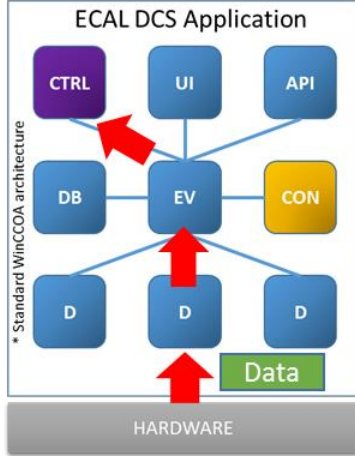 ECAL DCS Application
CTRL
UI
API
* Standard WinCCOA architecture
DB
EV
CON
D
D
D
Data
HARDWARE